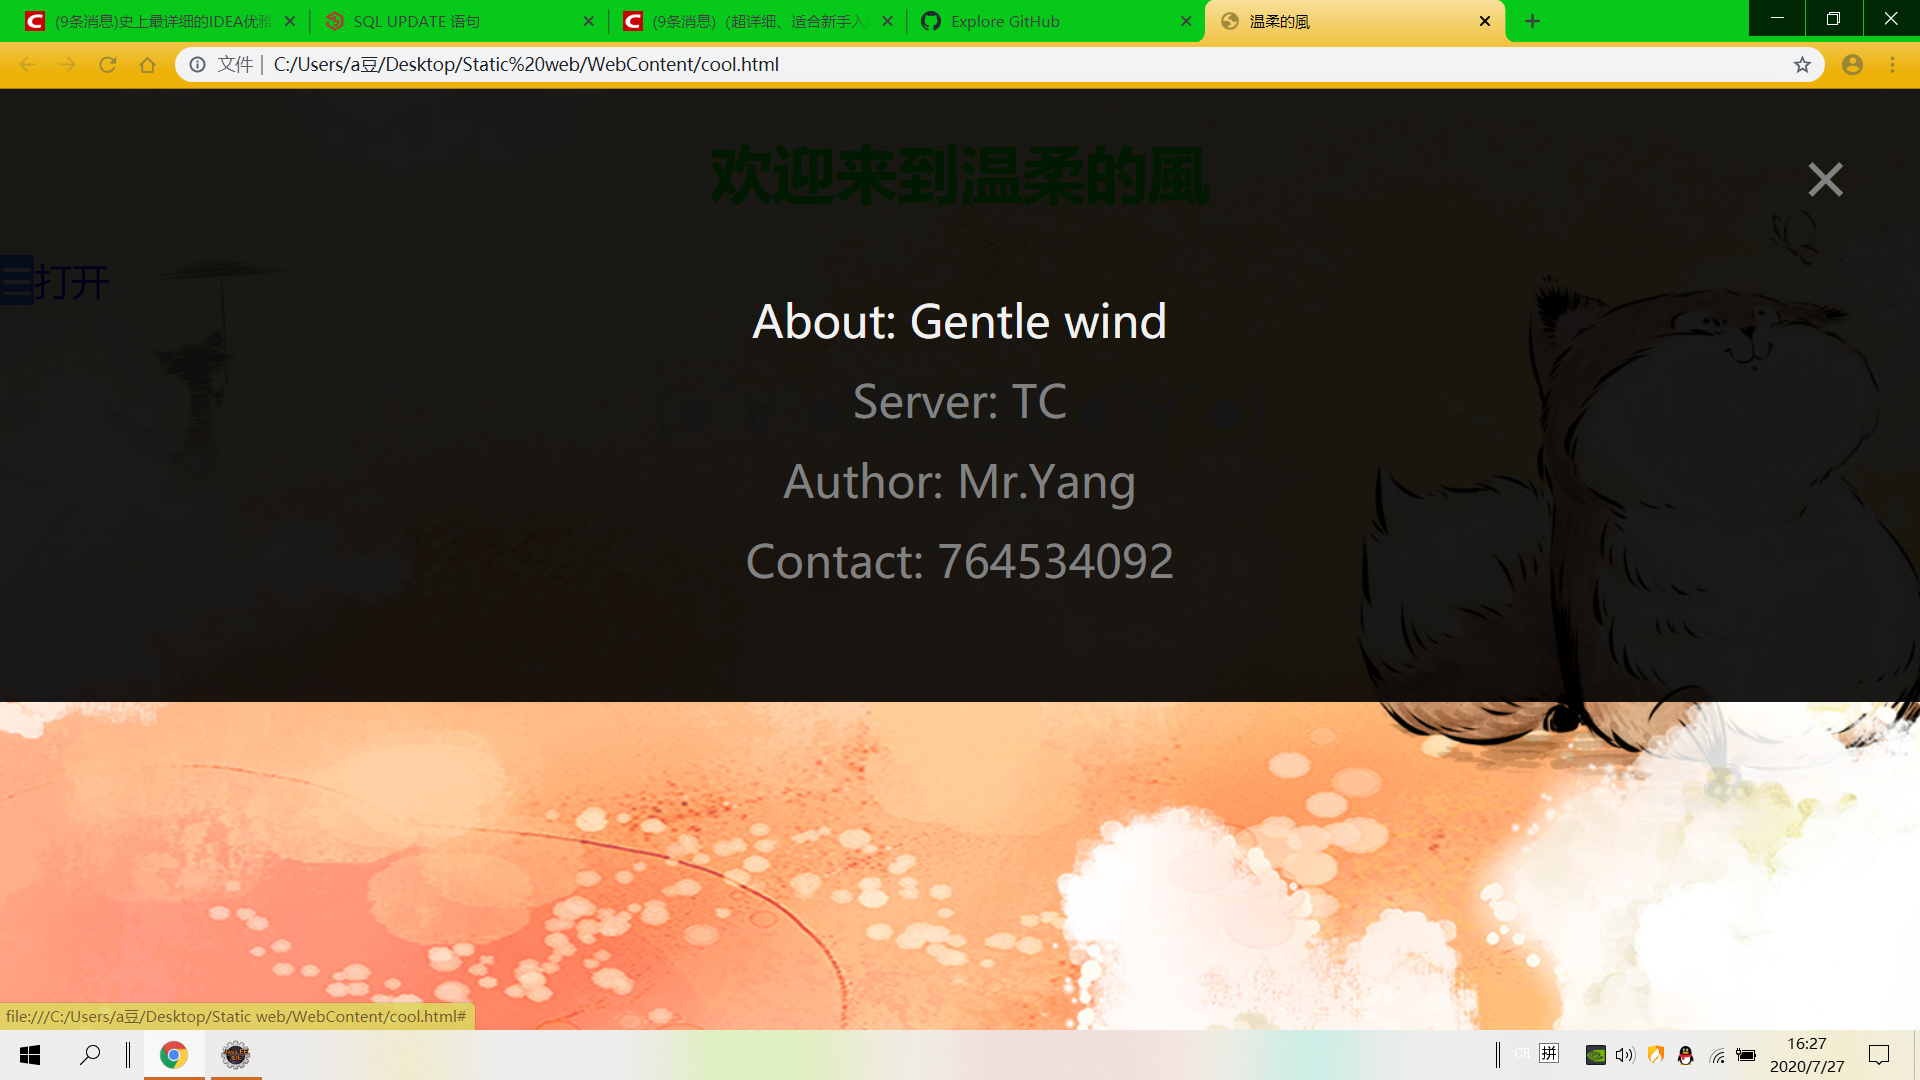 (9条消息)史上最详细的IDEA优雅
SQL UPDATE 语句
(9条消息)（超详细、适合新手入
Explore GitHub
温柔的風
文件 | C:/Users/a豆/Desktop/Static%20web/WebContent/cool.html
欢迎来到温柔的風
☰打开
About: Gentle wind
Server: TC
Author: Mr.Yang
Contact: 764534092
file:///C:/Users/a豆/Desktop/Static web/WebContent/cool.html#
CH 拼
16:27
2020/7/27